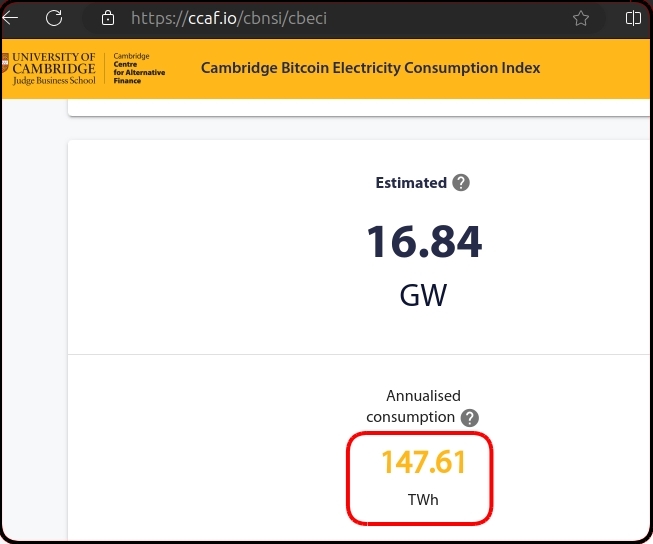 https://ccaf.io/cbnsi/cbeci
UNIVERSITY OF
CAMBRIDGE
Judge Business School
Cambridge
Centre
for Alternative
Finance
Cambridge Bitcoin Electricity Consumption Index
Estimated ?
16.84
GW
Annualised
consumption ?
147.61
TWh